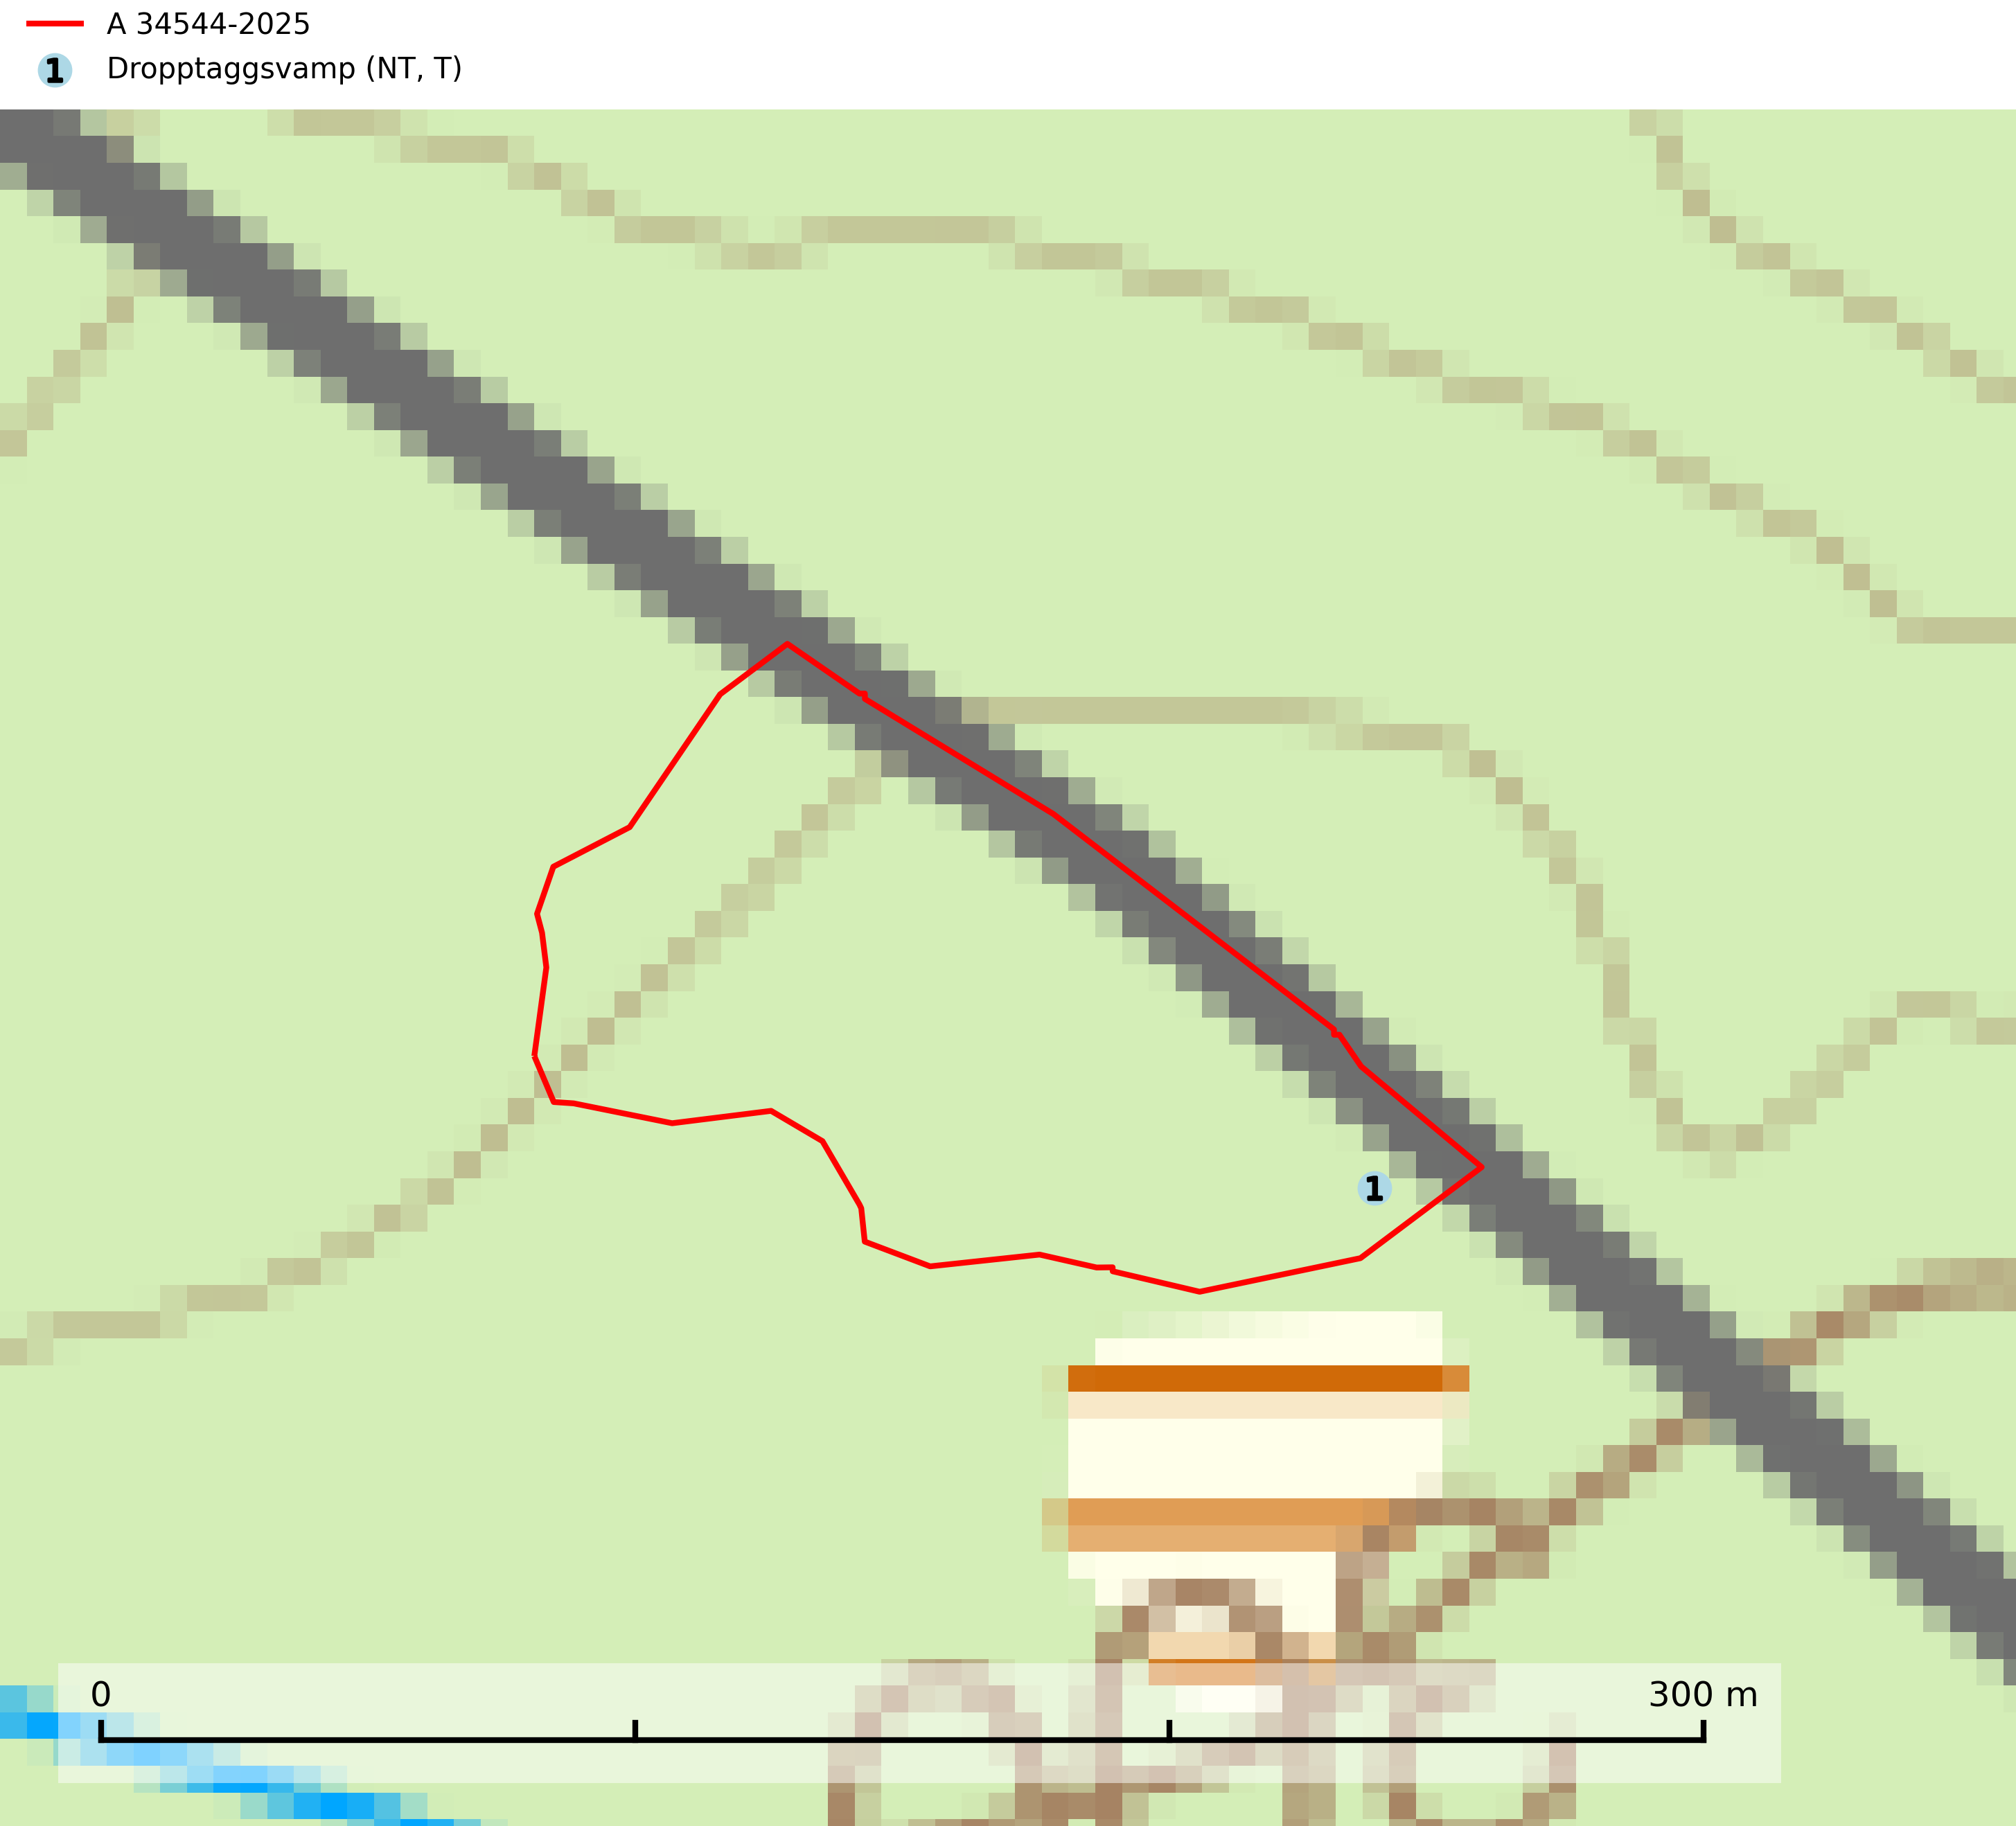 A 34544-2025
1 Dropptaggsvamp (NT, T)
1
0 300 m